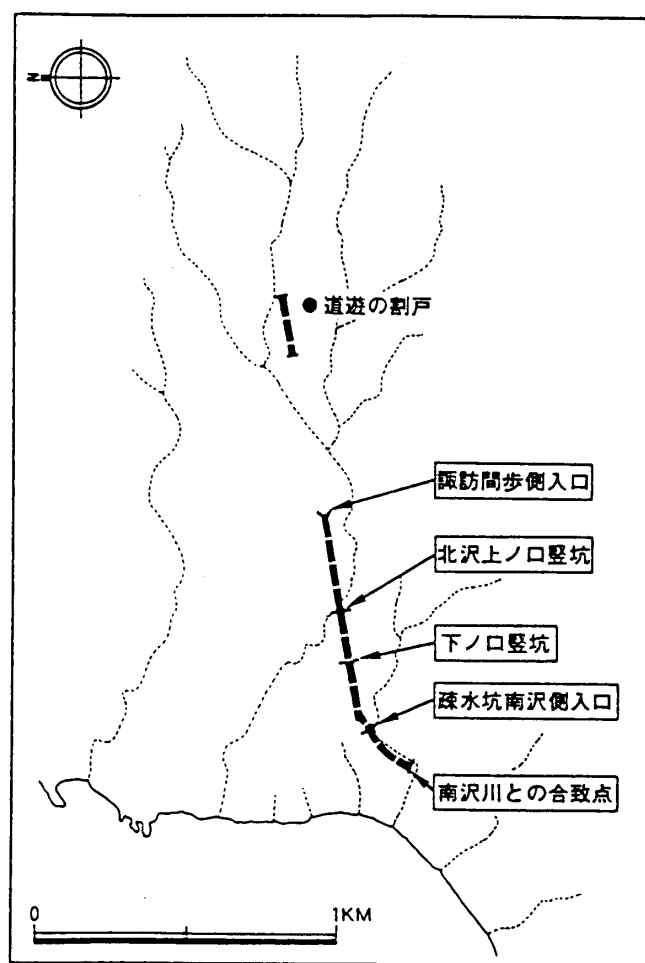 N
道遊の割戸
諏訪間歩側入口
北沢上ノ口竪坑
下ノ口竪坑
疎水坑南沢側入口
南沢川との合致点
0 1KM